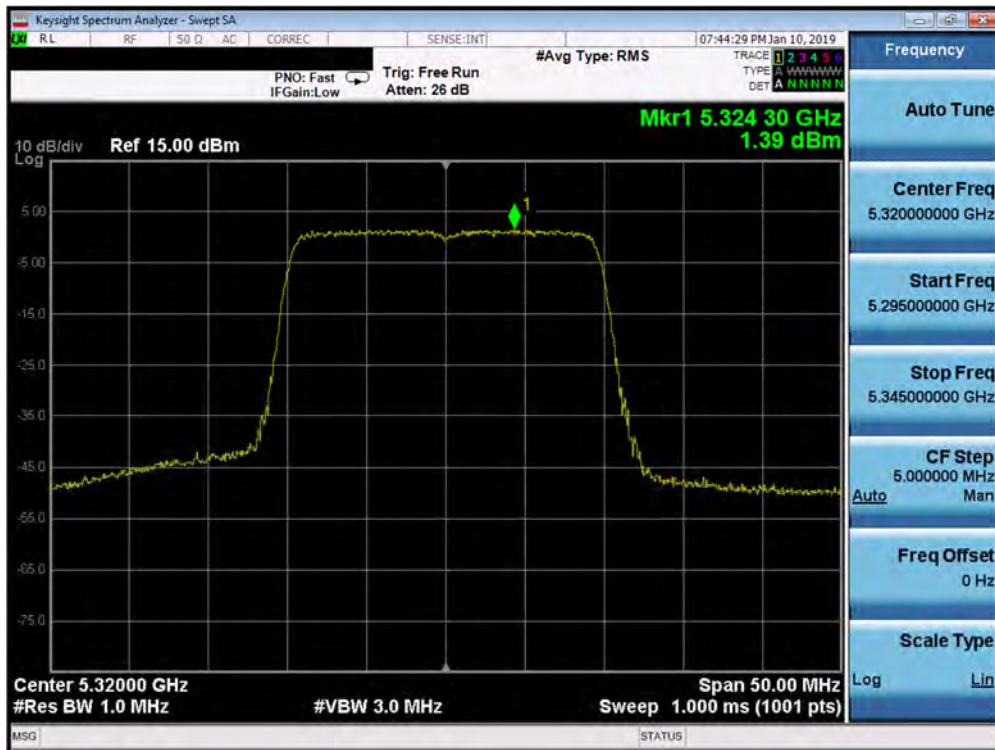 Keysight Spectrum Analyzer - Swept SA
LXI RL RF 50 Ω AC CORREC SENSE:INT 07:44:29 PM Jan 10, 2019
#Avg Type: RMS TRACE 1 2 3 4 5 6
PNO: Fast Trig: Free Run TYPE A WWWWW
IFGain:Low Atten: 26 dB DET A N N N N N
Mkr1 5.324 30 GHz
1.39 dBm
10 dB/div Ref 15.00 dBm
Log
1
5.00
-5.00
-15.0
-25.0
-35.0
-45.0
-55.0
-65.0
-75.0
Center 5.32000 GHz Span 50.00 MHz
#Res BW 1.0 MHz #VBW 3.0 MHz Sweep 1.000 ms (1001 pts)
MSG STATUS
Frequency
Auto Tune
Center Freq
5.320000000 GHz
Start Freq
5.295000000 GHz
Stop Freq
5.345000000 GHz
CF Step
5.000000 MHz
Auto Man
Freq Offset
0 Hz
Scale Type
Log Lin